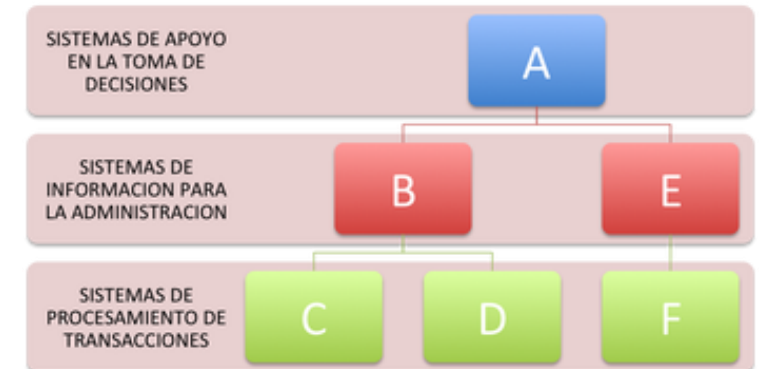 SISTEMAS DE APOYO
EN LA TOMA DE
DECISIONES
A
SISTEMAS DE
INFORMACION PARA
LA ADMINISTRACION
B
E
SISTEMAS DE
PROCESAMIENTO DE
TRANSACCIONES
C
D
F